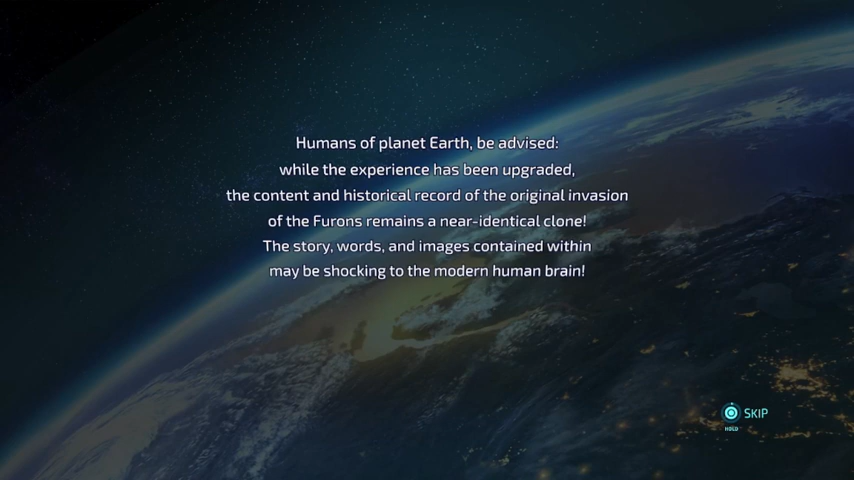 Humans of planet Earth, be advised:
while the experience has been upgraded,
the content and historical record of the original invasion
of the Furons remains a near-identical clone!
The story, words, and images contained within
may be shocking to the modern human brain!
SKIP
HOLD